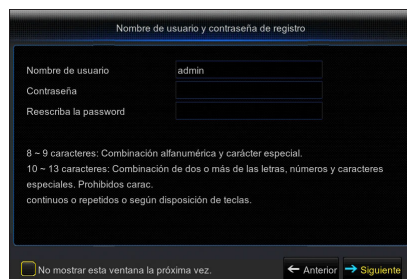 Nombre de usuario y contraseña de registro
Nombre de usuario admin
Contraseña
Reescriba la password
8 ~ 9 caracteres: Combinación alfanumérica y carácter especial.
10 ~ 13 caracteres: Combinación de dos o más de las letras, números y caracteres
especiales. Prohibidos carac.
continuos o repetidos o según disposición de teclas.
No mostrar esta ventana la próxima vez.
Anterior
Siguiente